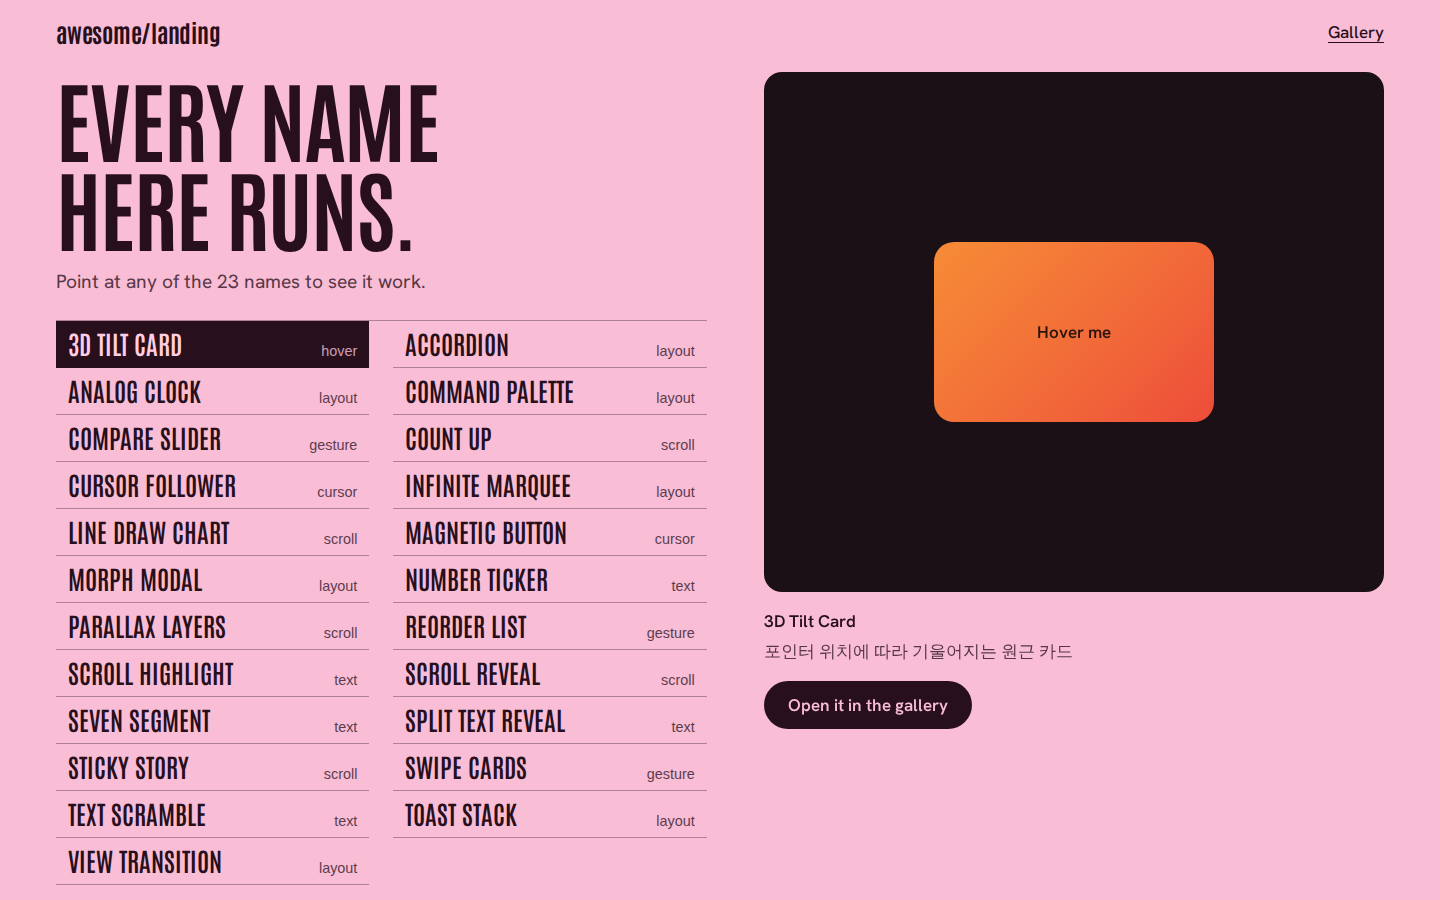 awesome/landing
Gallery
EVERY NAME
HERE RUNS.
Point at any of the 23 names to see it work.
3D TILT CARD hover
ACCORDION layout
ANALOG CLOCK layout
COMMAND PALETTE layout
COMPARE SLIDER gesture
COUNT UP scroll
CURSOR FOLLOWER cursor
INFINITE MARQUEE layout
LINE DRAW CHART scroll
MAGNETIC BUTTON cursor
MORPH MODAL layout
NUMBER TICKER text
PARALLAX LAYERS scroll
REORDER LIST gesture
SCROLL HIGHLIGHT text
SCROLL REVEAL scroll
SEVEN SEGMENT text
SPLIT TEXT REVEAL text
STICKY STORY scroll
SWIPE CARDS gesture
TEXT SCRAMBLE text
TOAST STACK layout
VIEW TRANSITION layout
Hover me
3D Tilt Card
포인터 위치에 따라 기울어지는 원근 카드
Open it in the gallery